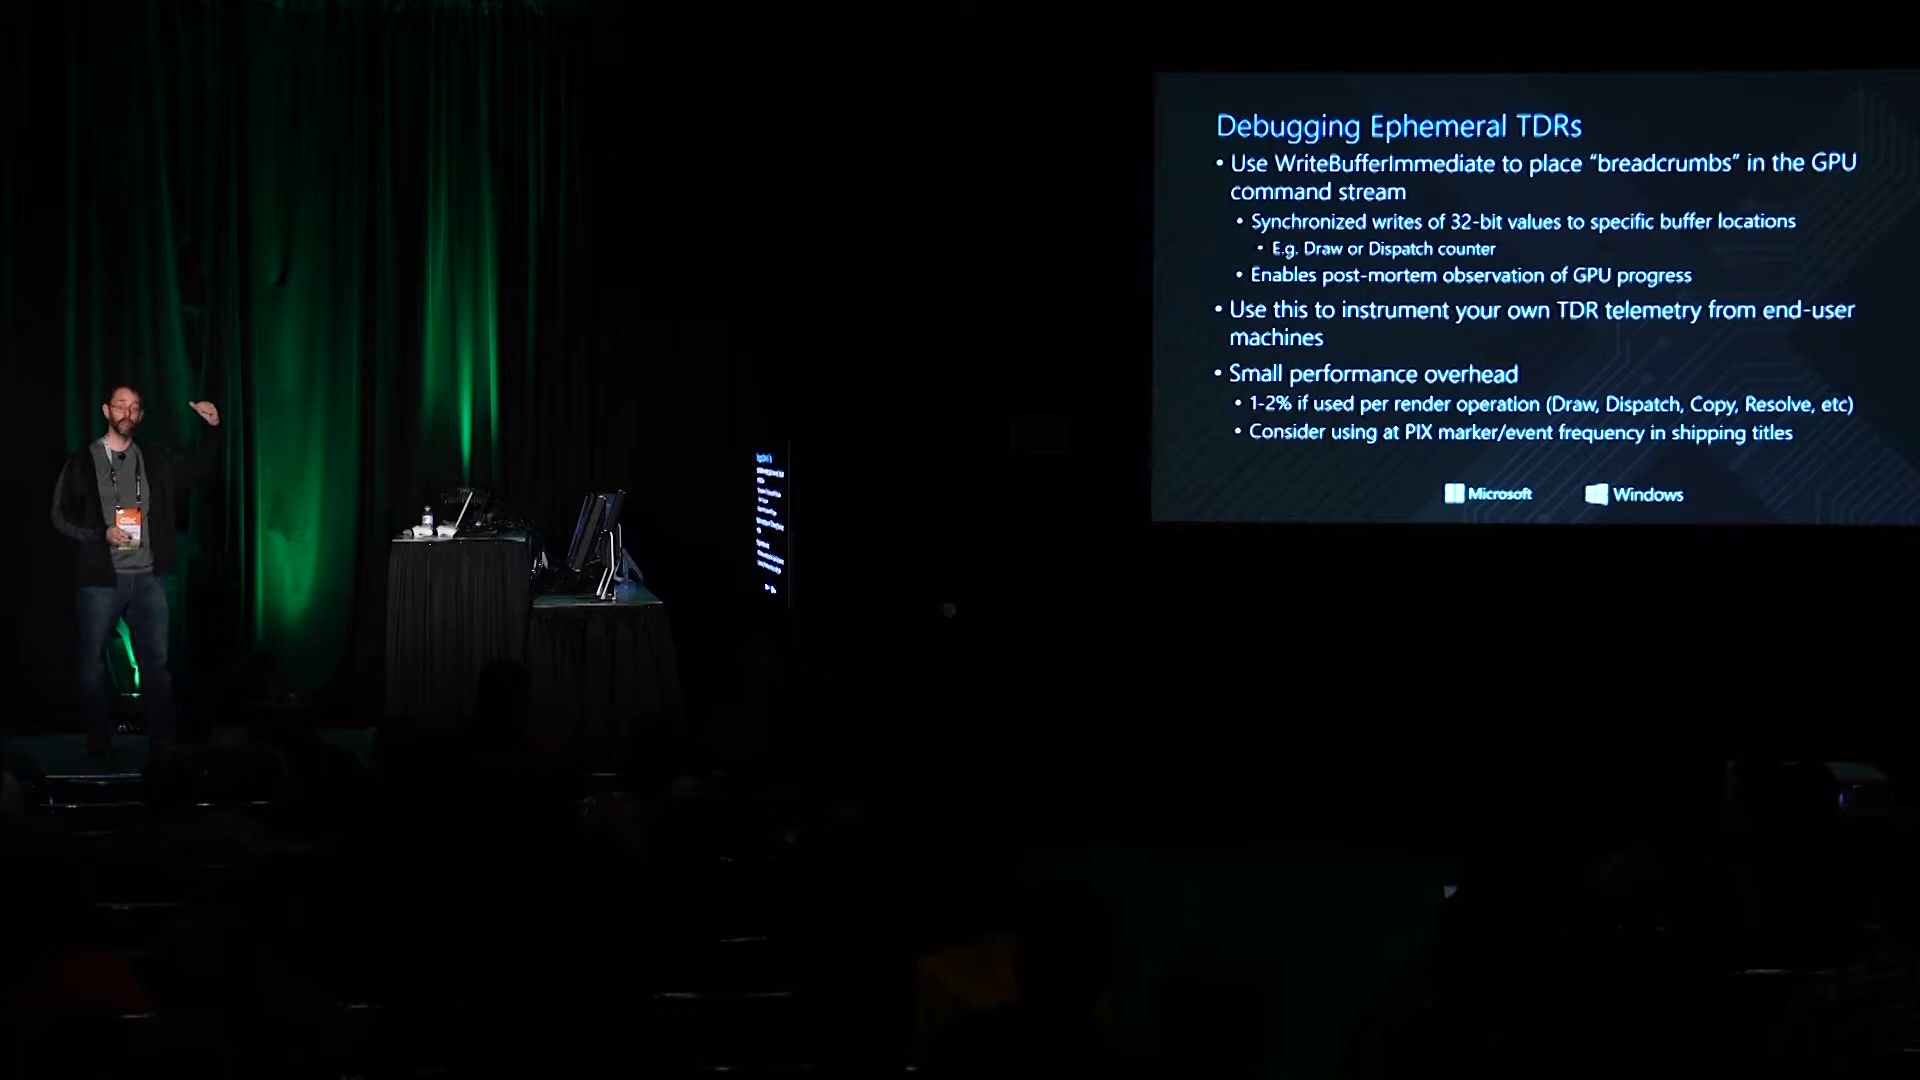 Debugging Ephemeral TDRs
• Use WriteBufferImmediate to place “breadcrumbs” in the GPU
command stream
• Synchronized writes of 32-bit values to specific buffer locations
• E.g. Draw or Dispatch counter
• Enables post-mortem observation of GPU progress
• Use this to instrument your own TDR telemetry from end-user
machines
• Small performance overhead
• 1-2% if used per render operation (Draw, Dispatch, Copy, Resolve, etc)
• Consider using at PIX marker/event frequency in shipping titles
Microsoft
Windows
GDC